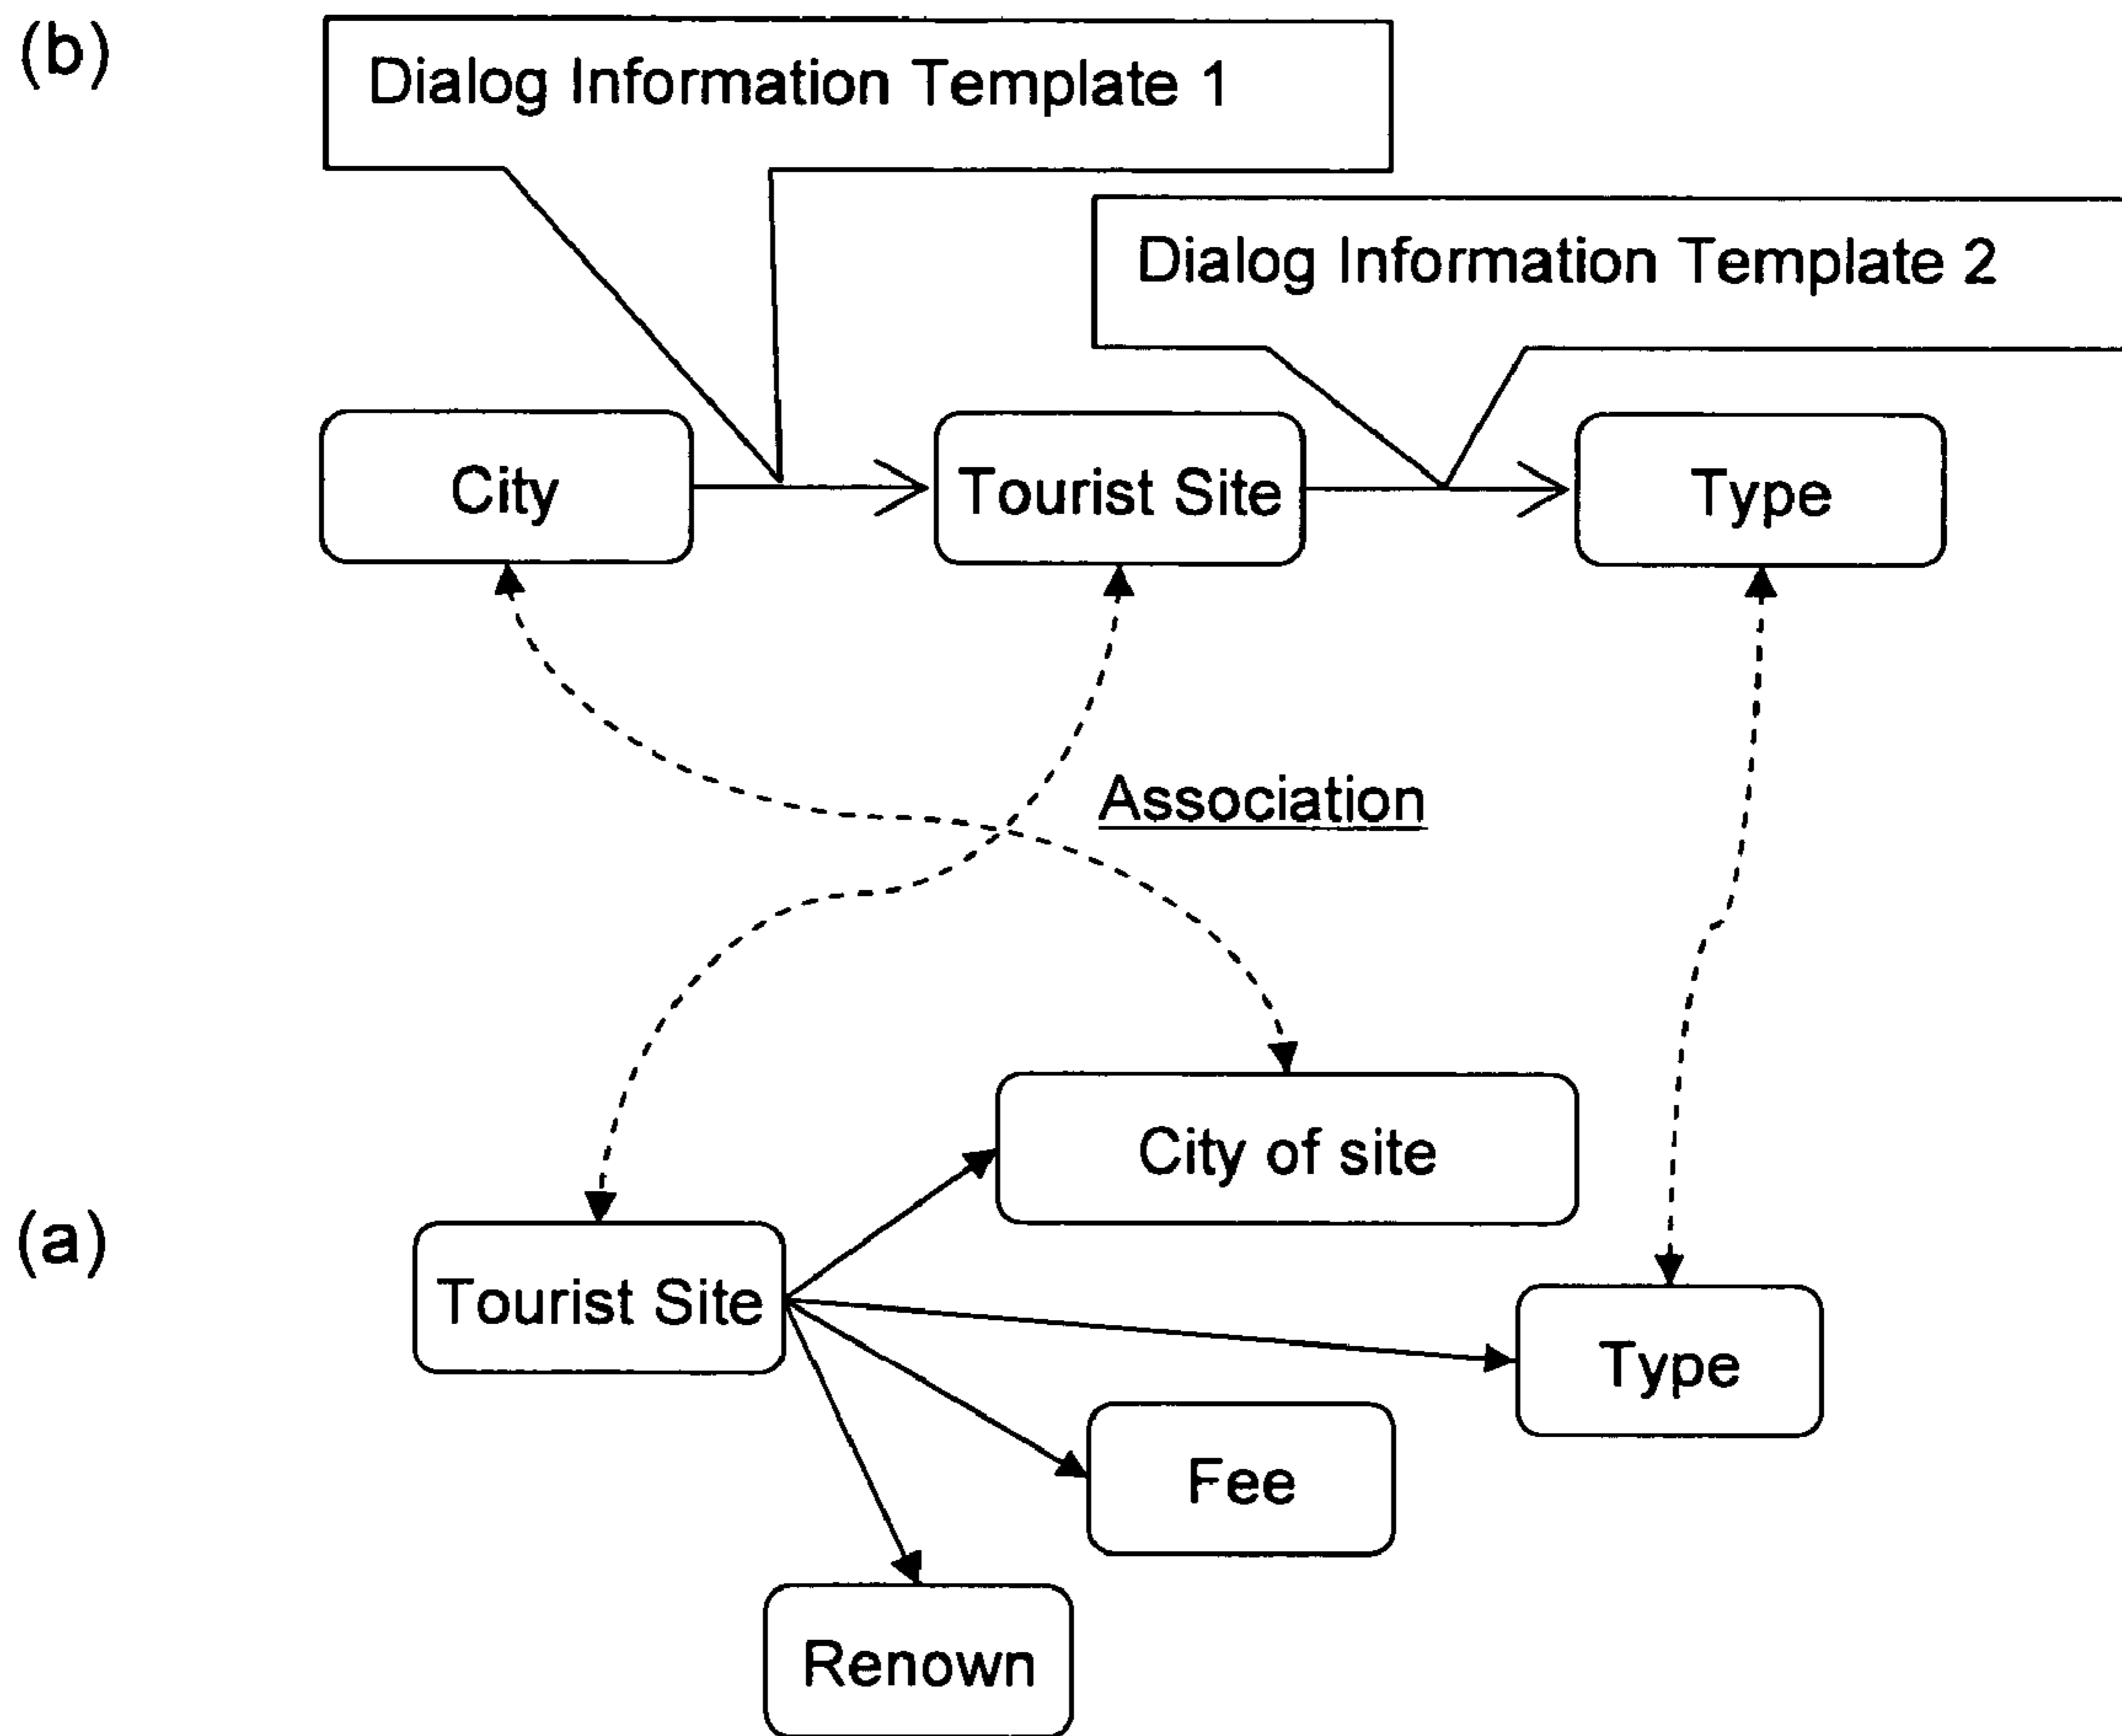 (b)
Dialog Information Template 1
Dialog Information Template 2
City
Tourist Site
Type
Association
City of site
(a)
Tourist Site
Type
Fee
Renown